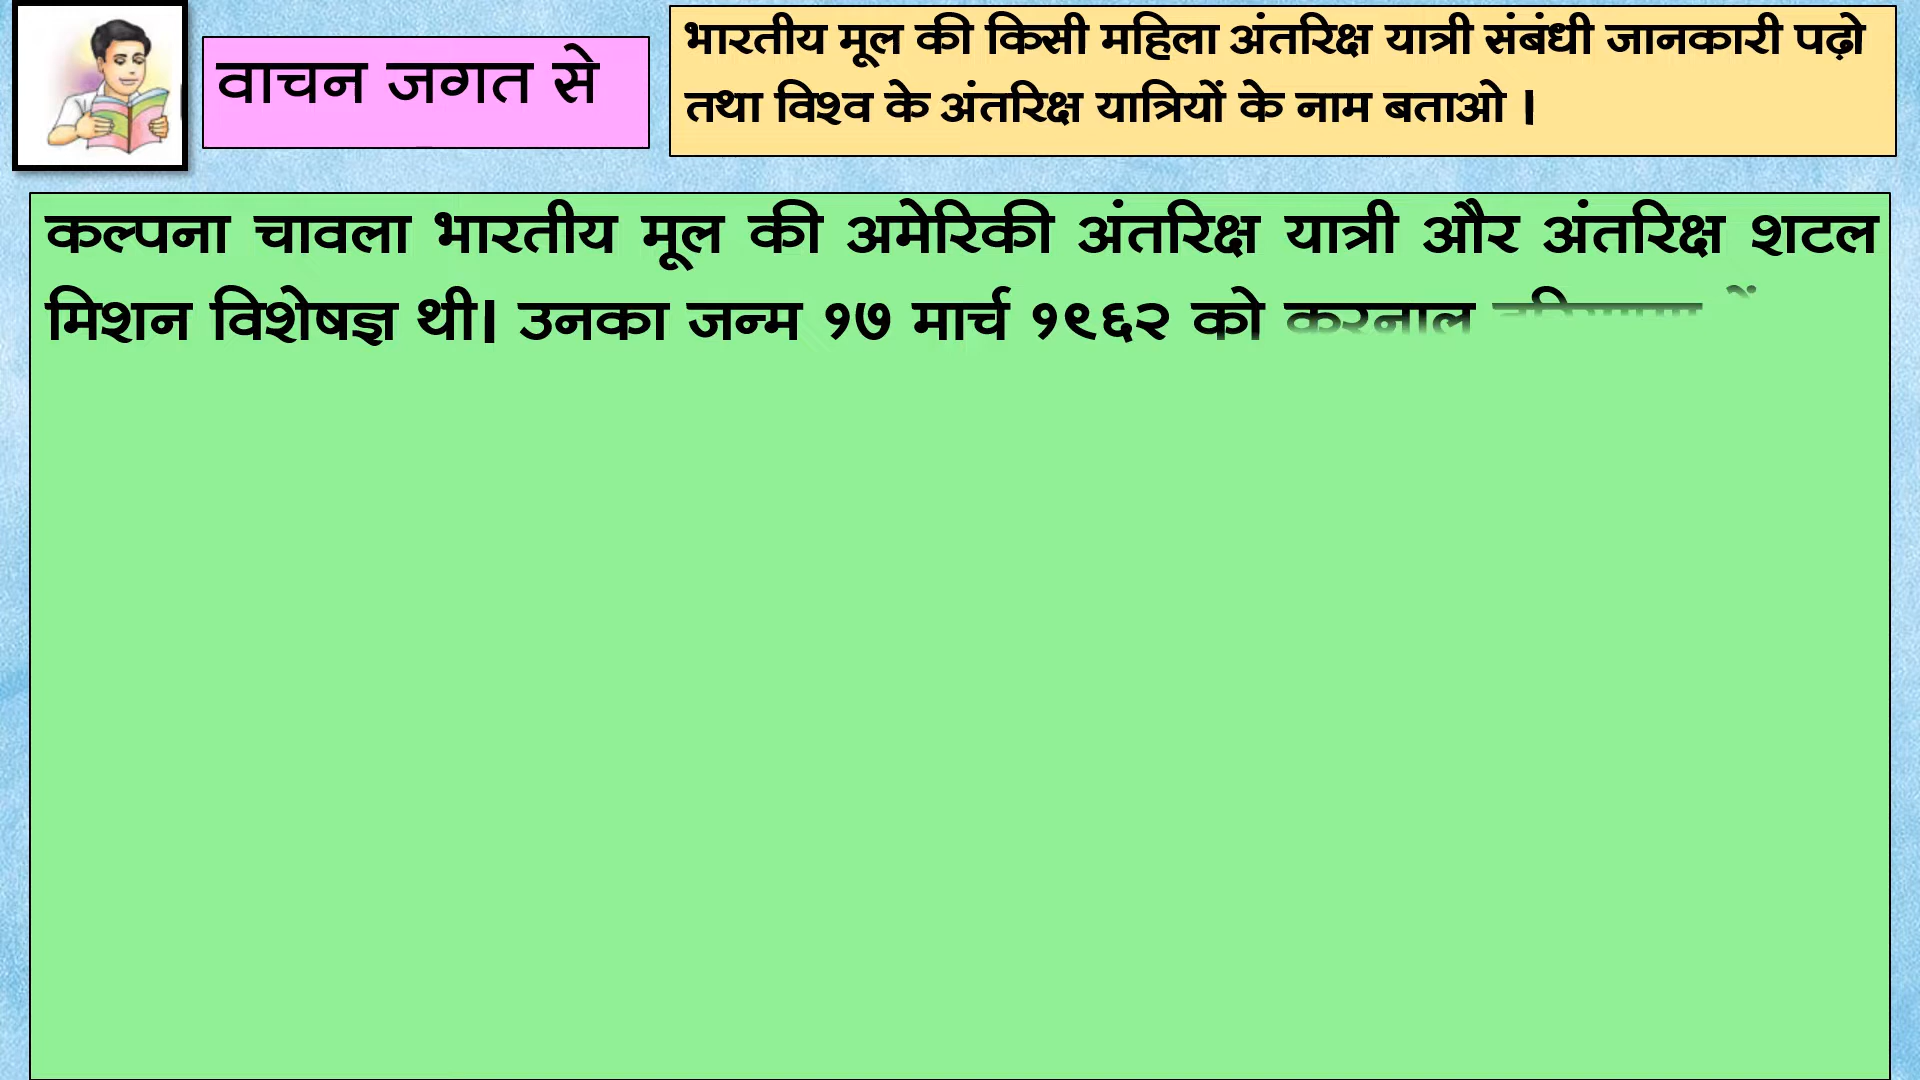 वाचन जगत से
भारतीय मूल की किसी महिला अंतरिक्ष यात्री संबंधी जानकारी पढ़ो
तथा विश्व के अंतरिक्ष यात्रियों के नाम बताओ ।
कल्पना चावला भारतीय मूल की अमेरिकी अंतरिक्ष यात्री और अंतरिक्ष शटल
मिशन विशेषज्ञ थी। उनका जन्म १७ मार्च १९६२ को करनाल